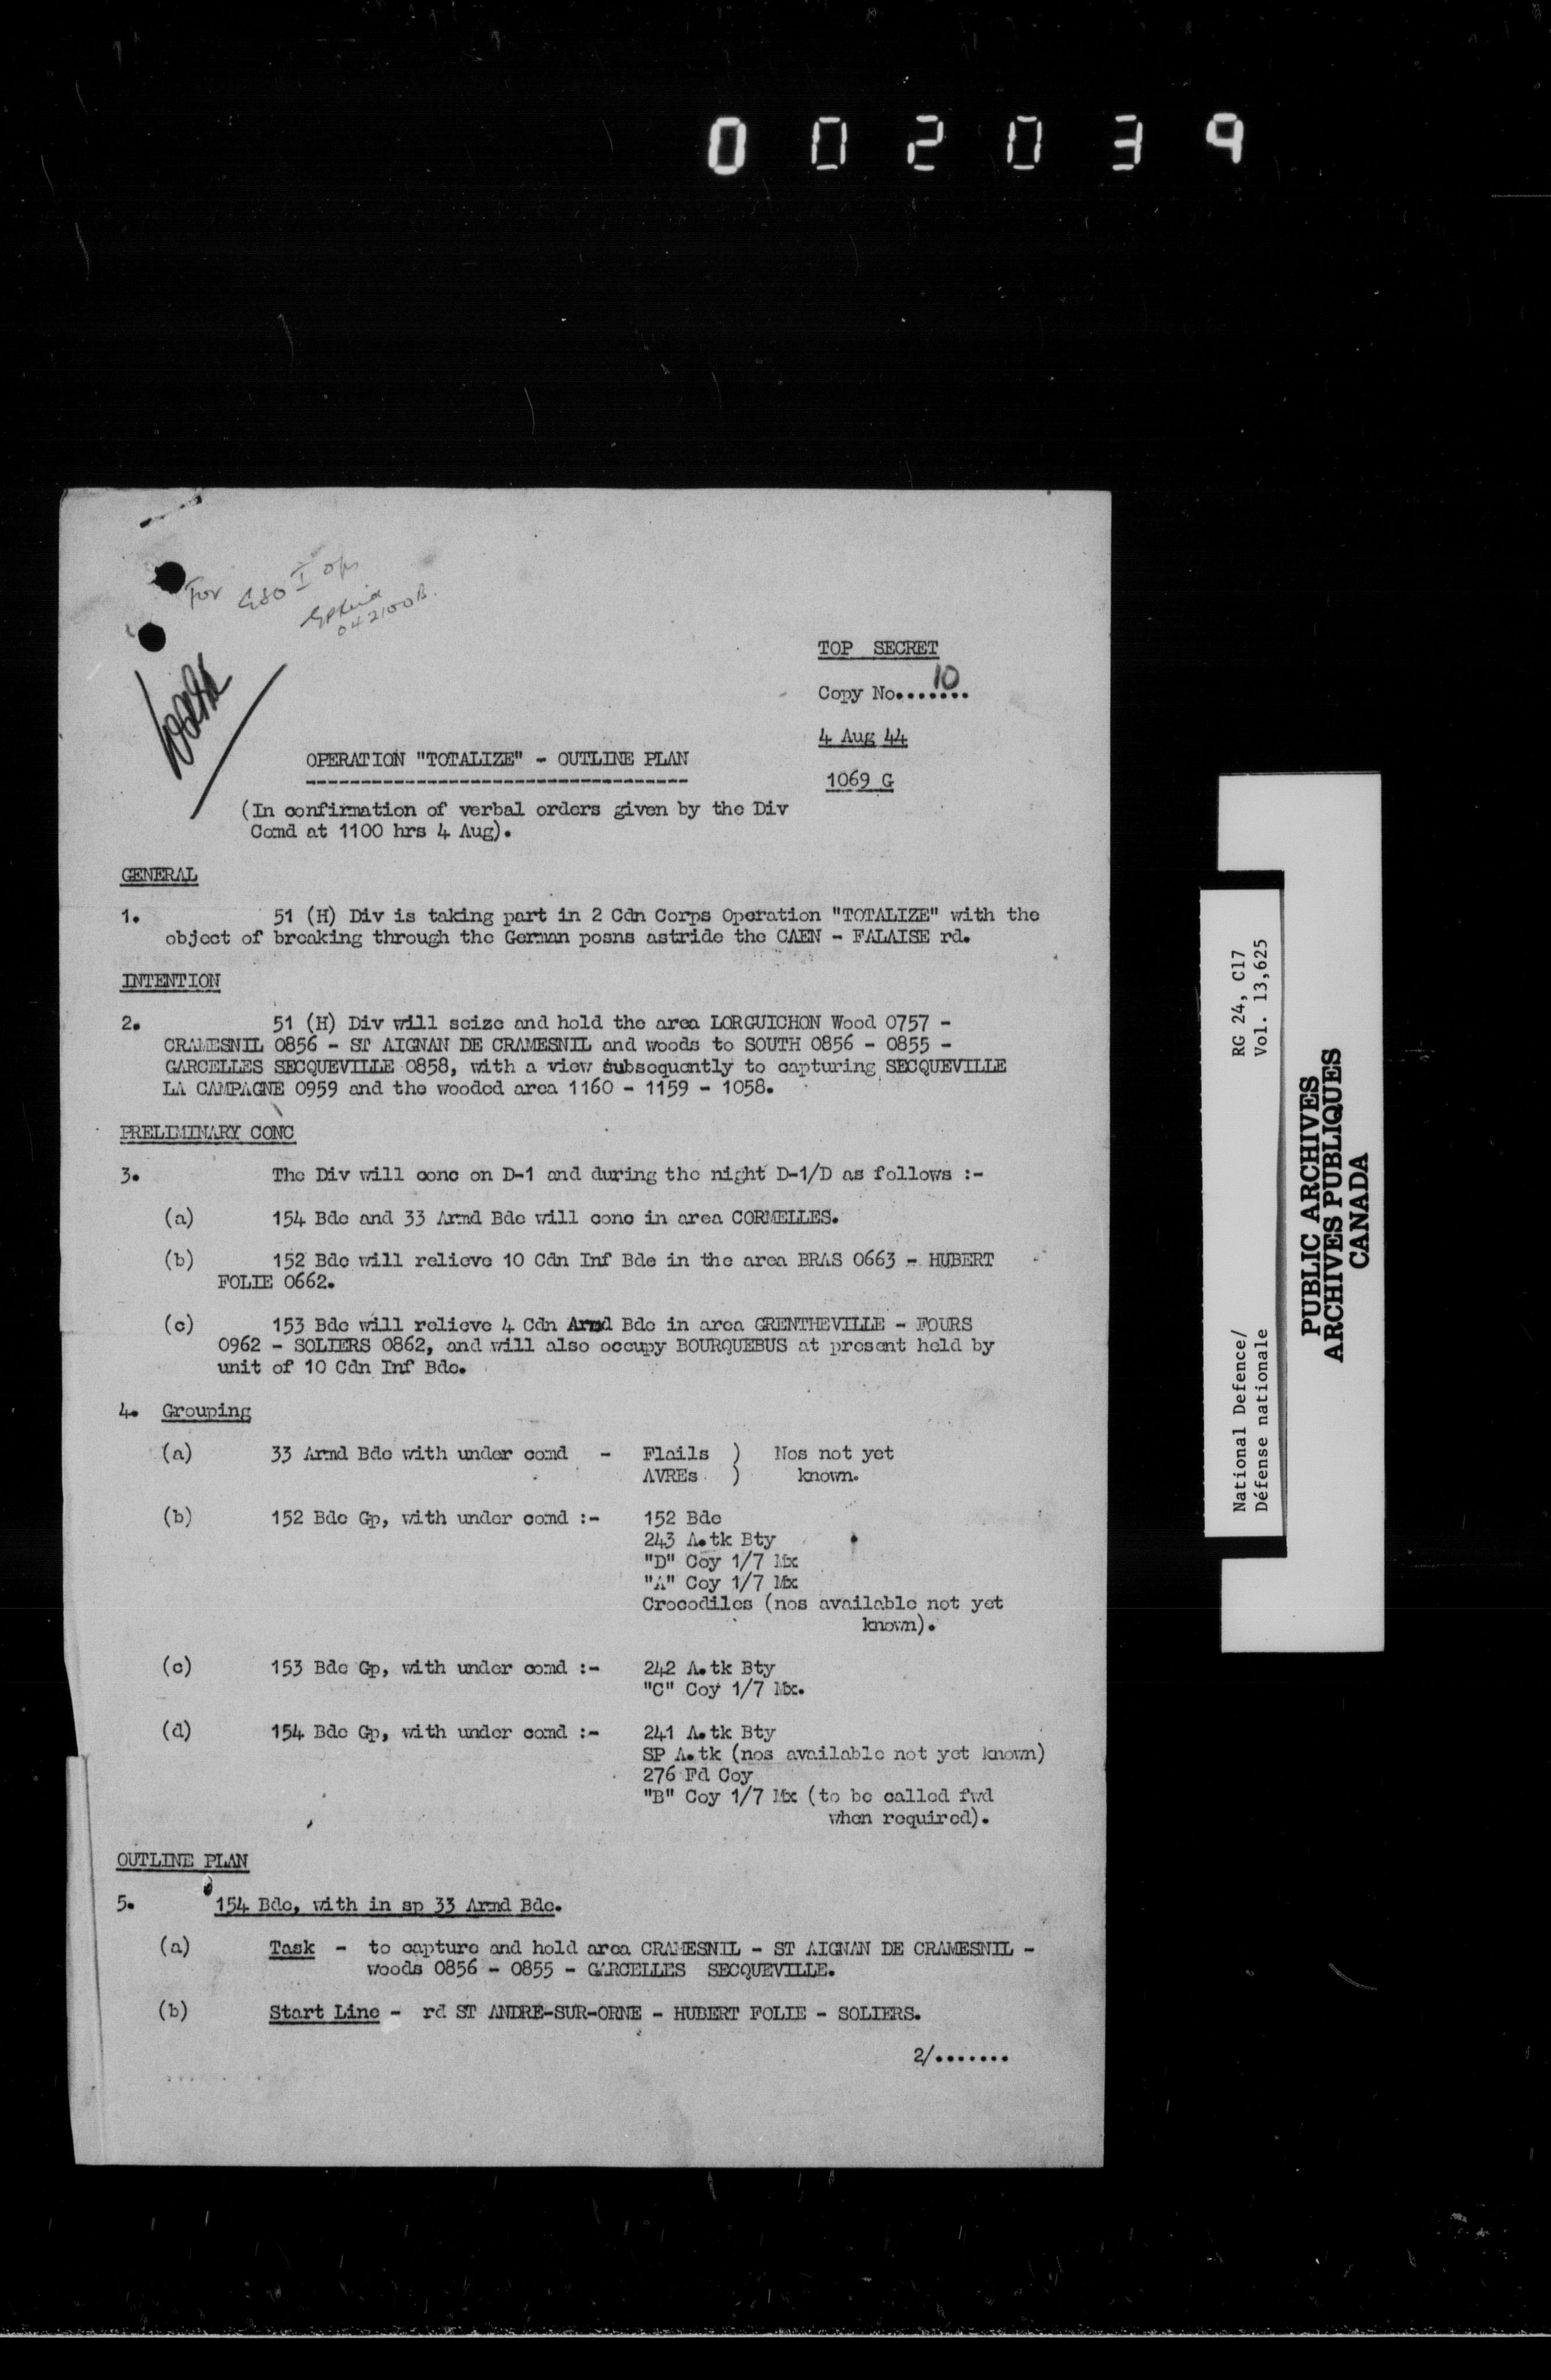 002039
For GSO I Ops
042100B.
TOP SECRET
Copy No.......10
4 Aug 44
1069 G
OPERATION "TOTALIZE" - OUTLINE PLAN
(In confirmation of verbal orders given by the Div
Comd at 1100 hrs 4 Aug).
GENERAL
1. 51 (H) Div is taking part in 2 Cdn Corps Operation "TOTALIZE" with the
object of breaking through the German posns astride the CAEN - FALAISE rd.
INTENTION
2. 51 (H) Div will seize and hold the area LORGUICHON Wood 0757 -
CRAMESNIL 0856 - ST AIGNAN DE CRAMESNIL and woods to SOUTH 0856 - 0855 -
GARCELLES SECQUEVILLE 0858, with a view subsequently to capturing SECQUEVILLE
LA CAMPAGNE 0959 and the wooded area 1160 - 1159 - 1058.
PRELIMINARY CONC
3. The Div will conc on D-1 and during the night D-1/D as follows :-
(a) 154 Bde and 33 Armd Bde will conc in area CORMELLES.
(b) 152 Bde will relieve 10 Cdn Inf Bde in the area BRAS 0663 - HUBERT
FOLIE 0662.
(c) 153 Bde will relieve 4 Cdn Armd Bde in area GRENTHEVILLE - FOURS
0962 - SOLIERS 0862, and will also occupy BOURQUEBUS at present held by
unit of 10 Cdn Inf Bde.
4. Grouping
(a) 33 Armd Bde with under comd - Flails ) Nos not yet
AVREs ) known.
(b) 152 Bde Gp, with under comd :- 152 Bde
243 A.tk Bty
"D" Coy 1/7 Mx
"A" Coy 1/7 Mx
Crocodiles (nos available not yet
known).
(c) 153 Bde Gp, with under comd :- 242 A.tk Bty
"C" Coy 1/7 Mx.
(d) 154 Bde Gp, with under comd :- 241 A.tk Bty
SP A.tk (nos available not yet known)
276 Fd Coy
"B" Coy 1/7 Mx (to be called fwd
when required).
OUTLINE PLAN
5. 154 Bde, with in sp 33 Armd Bde.
(a) Task - to capture and hold area CRAMESNIL - ST AIGNAN DE CRAMESNIL -
woods 0856 - 0855 - GARCELLES SECQUEVILLE.
(b) Start Line - rd ST ANDRE-SUR-ORNE - HUBERT FOLIE - SOLIERS.
2/.......
National Defence/ RG 24, C17
Défense nationale Vol. 13,625
PUBLIC ARCHIVES
ARCHIVES PUBLIQUES
CANADA